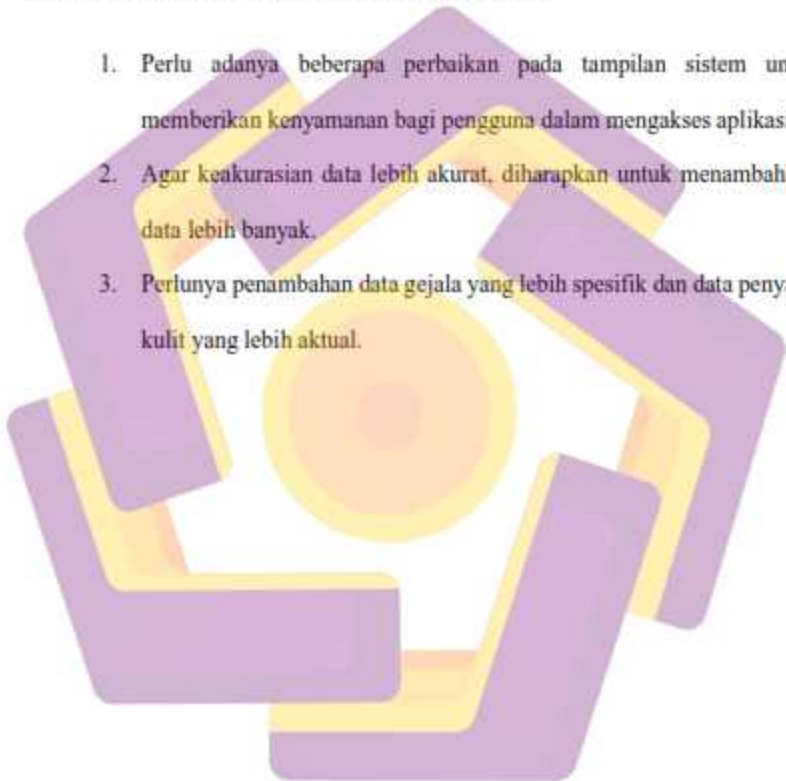 1. Perlu adanya beberapa perbaikan pada tampilan sistem un
memberikan kenyamanan bagi pengguna dalam mengakses aplikasi
2. Agar keakurasian data lebih akurat, diharapkan untuk menambah
data lebih banyak.
3. Perlunya penambahan data gejala yang lebih spesifik dan data penya
kulit yang lebih aktual.